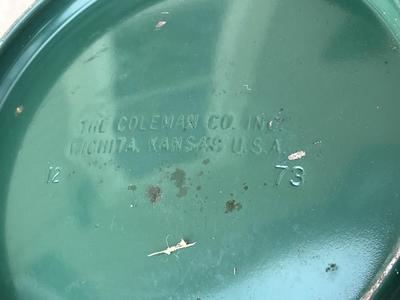 THE COLEMAN CO. INC.
WICHITA, KANSAS U.S.A.
12 73